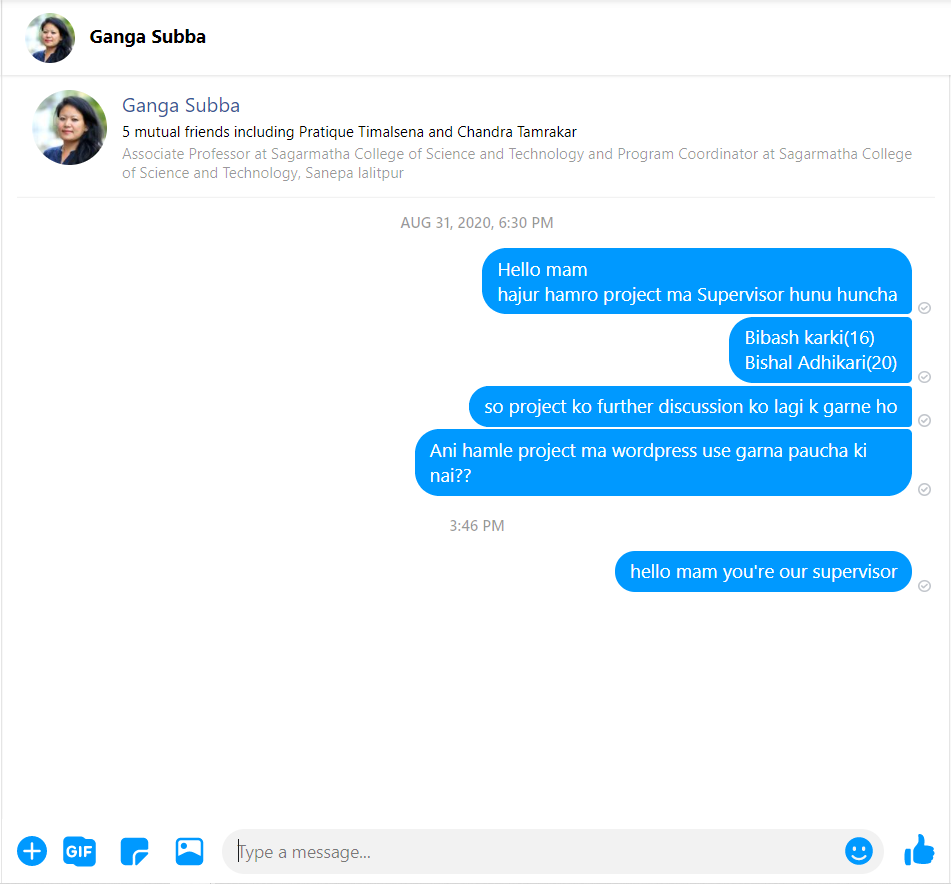 Ganga Subba
Ganga Subba
5 mutual friends including Pratique Timalsena and Chandra Tamrakar
Associate Professor at Sagarmatha College of Science and Technology and Program Coordinator at Sagarmatha College
of Science and Technology, Sanepa lalitpur
AUG 31, 2020, 6:30 PM
Hello mam
hajur hamro project ma Supervisor hunu huncha
Bibash karki(16)
Bishal Adhikari(20)
so project ko further discussion ko lagi k garne ho
Ani hamle project ma wordpress use garna paucha ki
nai??
3:46 PM
hello mam you're our supervisor
GIF
Type a message...